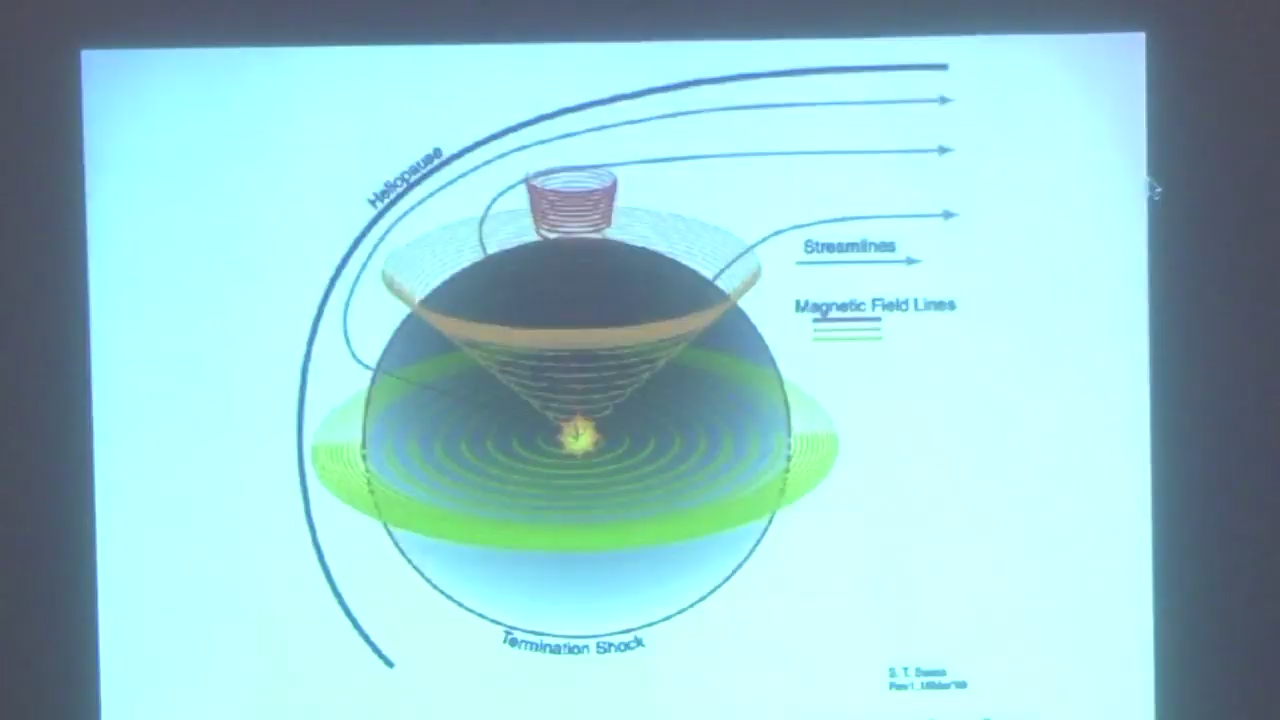 Heliopause
Streamlines
Magnetic Field Lines
Termination Shock
S. T.